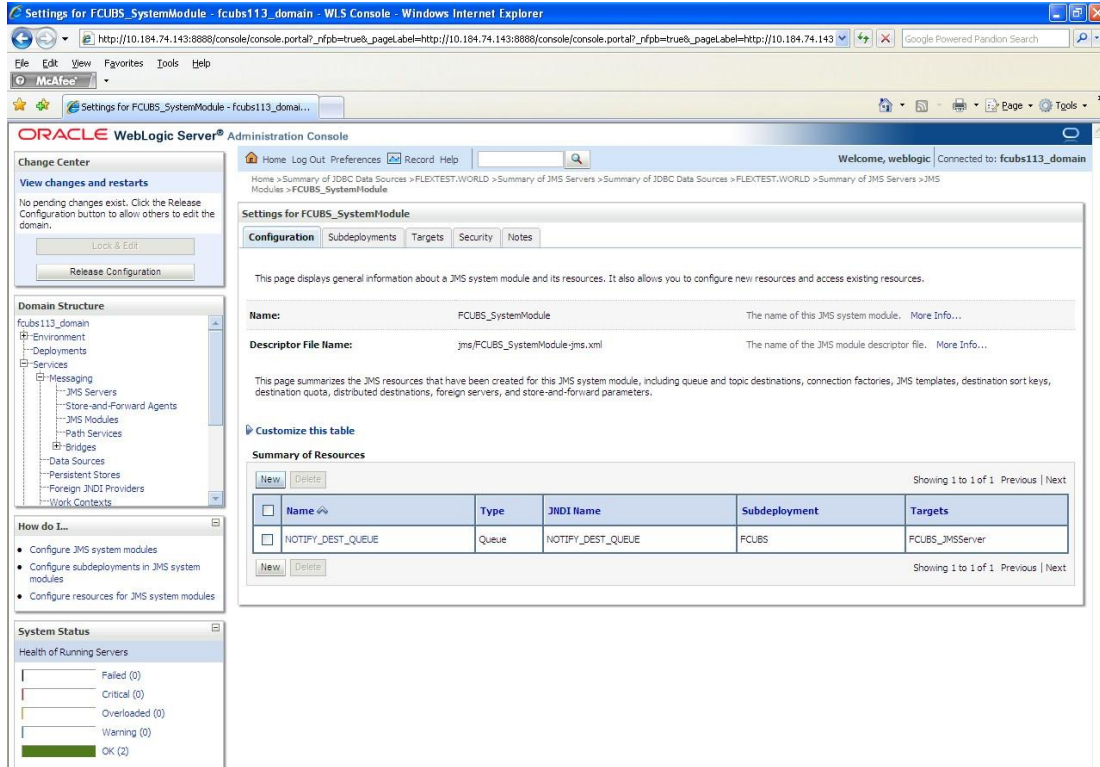 Settings for FCUBS_SystemModule - fcubs113_domain - WLS Console - Windows Internet Explorer
http://10.184.74.143:8888/console/console.portal?_nfpb=true&_pageLabel=http://10.184.74.143:8888/console/console.portal?_nfpb=true&_pageLabel=http://10.184.74.143
Google Powered Pandion Search
File Edit View Favorites Tools Help
McAfee
Settings for FCUBS_SystemModule - fcubs113_domai...
Page Tools
ORACLE WebLogic Server® Administration Console
Change Center
View changes and restarts
No pending changes exist. Click the Release
Configuration button to allow others to edit the
domain.
Lock & Edit
Release Configuration
Domain Structure
fcubs113_domain
Environment
Deployments
Services
Messaging
JMS Servers
Store-and-Forward Agents
JMS Modules
Path Services
Bridges
Data Sources
Persistent Stores
Foreign JNDI Providers
Work Contexts
How do I...
Configure JMS system modules
Configure subdeployments in JMS system
modules
Configure resources for JMS system modules
System Status
Health of Running Servers
Failed (0)
Critical (0)
Overloaded (0)
Warning (0)
OK (2)
Home Log Out Preferences Record Help
Welcome, weblogic Connected to: fcubs113_domain
Home >Summary of JDBC Data Sources >FLEXTEST.WORLD >Summary of JMS Servers >Summary of JDBC Data Sources >FLEXTEST.WORLD >Summary of JMS Servers >JMS
Modules >FCUBS_SystemModule
Settings for FCUBS_SystemModule
Configuration Subdeployments Targets Security Notes
This page displays general information about a JMS system module and its resources. It also allows you to configure new resources and access existing resources.
Name: FCUBS_SystemModule The name of this JMS system module. More Info...
Descriptor File Name: jms/FCUBS_SystemModule-jms.xml The name of the JMS module descriptor file. More Info...
This page summarizes the JMS resources that have been created for this JMS system module, including queue and topic destinations, connection factories, JMS templates, destination sort keys,
destination quota, distributed destinations, foreign servers, and store-and-forward parameters.
Customize this table
Summary of Resources
New Delete Showing 1 to 1 of 1 Previous | Next
Name Type JNDI Name Subdeployment Targets
NOTIFY_DEST_QUEUE Queue NOTIFY_DEST_QUEUE FCUBS FCUBS_JMSServer
New Delete Showing 1 to 1 of 1 Previous | Next